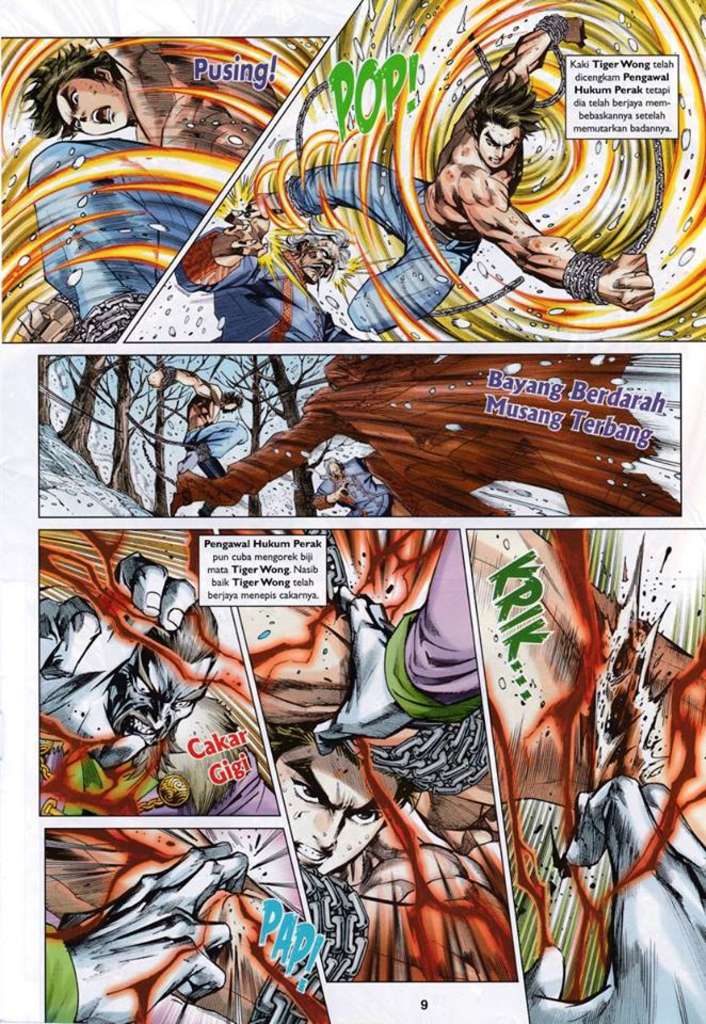 Pusing!
POP!
Kaki Tiger Wong telah
dicengkam Pengawal
Hukum Perak tetapi
dia telah berjaya mem-
bebaskannya setelah
memutarkan badannya.
Bayang Berdarah
Musang Terbang
Pengawal Hukum Perak
pun cuba mengorek biji
mata Tiger Wong. Nasib
baik Tiger Wong telah
berjaya menepis cakarnya.
Cakar
Gigi!
KRIK...
PAP!
9